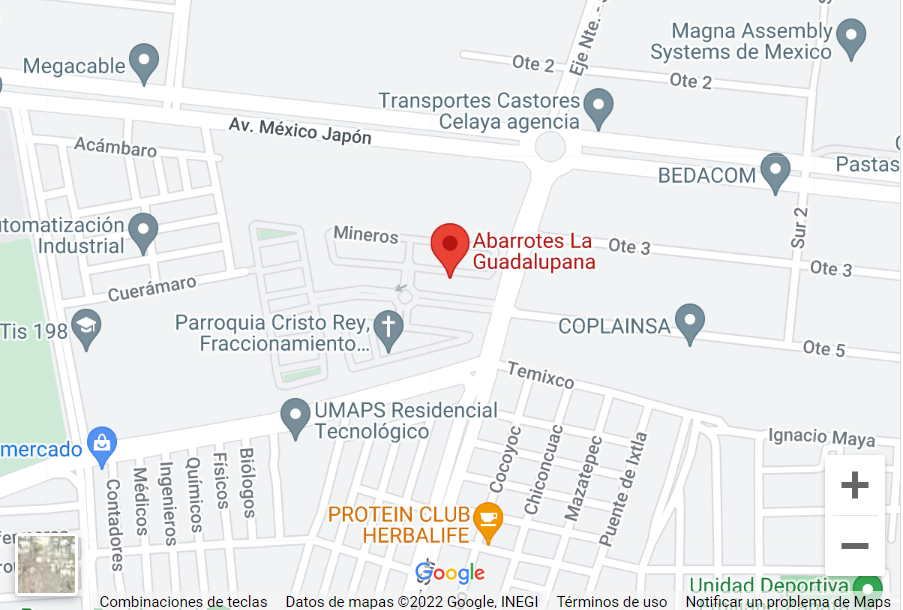 Magna Assembly
Systems de Mexico
Eje Nte.
Megacable
Ote 2
Ote 2
Transportes Castores
Celaya agencia
Av. México Japón
Acámbaro
Pastas
BEDACOM
Sur 2
utomatización
Industrial
Mineros
Abarrotes La
Guadalupana
Ote 3
Ote 3
Cuerámaro
Tis 198
Parroquia Cristo Rey,
Fraccionamiento...
COPLAINSA
Ote 5
Temixco
UMAPS Residencial
Tecnológico
Ignacio Maya
mercado
Contadores
Médicos
Ingenieros
Químicos
Físicos
Biólogos
Cocoyoc
Chiconcuac
Mazatepec
Puente de Ixtla
PROTEIN CLUB
HERBALIFE
Google
Unidad Deportiva
Combinaciones de teclas Datos de mapas ©2022 Google, INEGI Términos de uso Notificar un problema de Maps